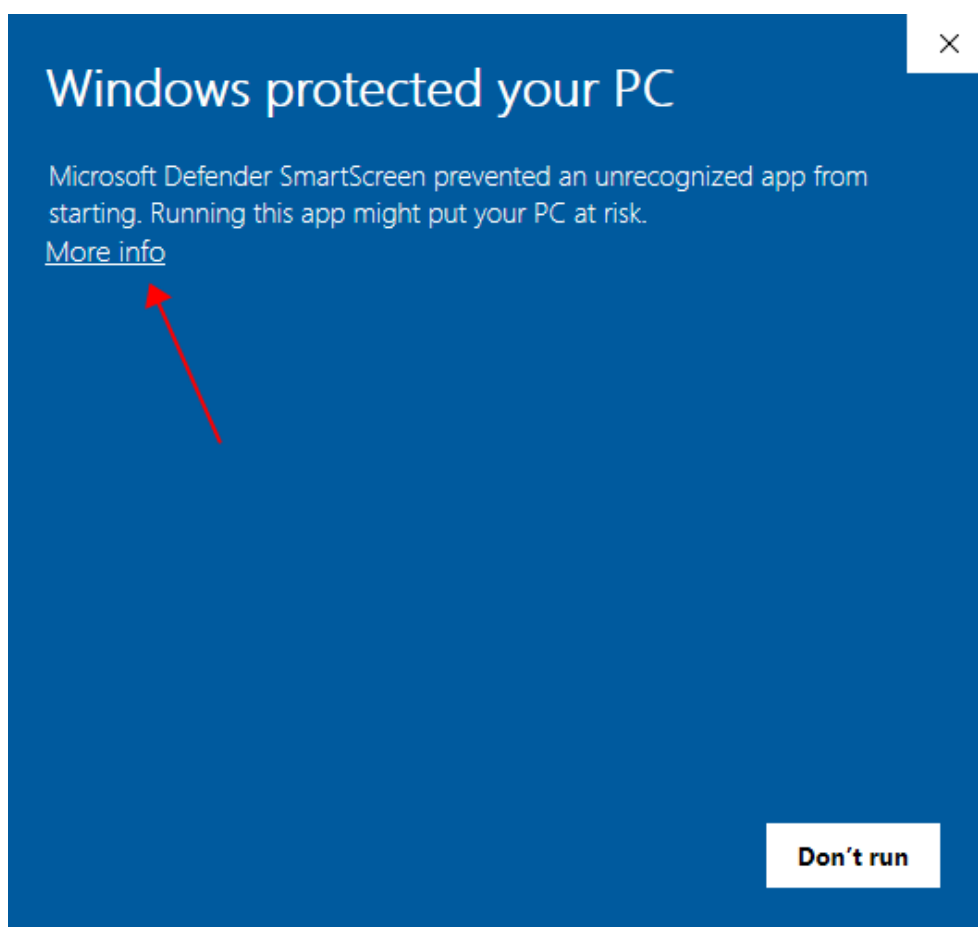 Windows protected your PC
Microsoft Defender SmartScreen prevented an unrecognized app from
starting. Running this app might put your PC at risk.
More info
Don’t run